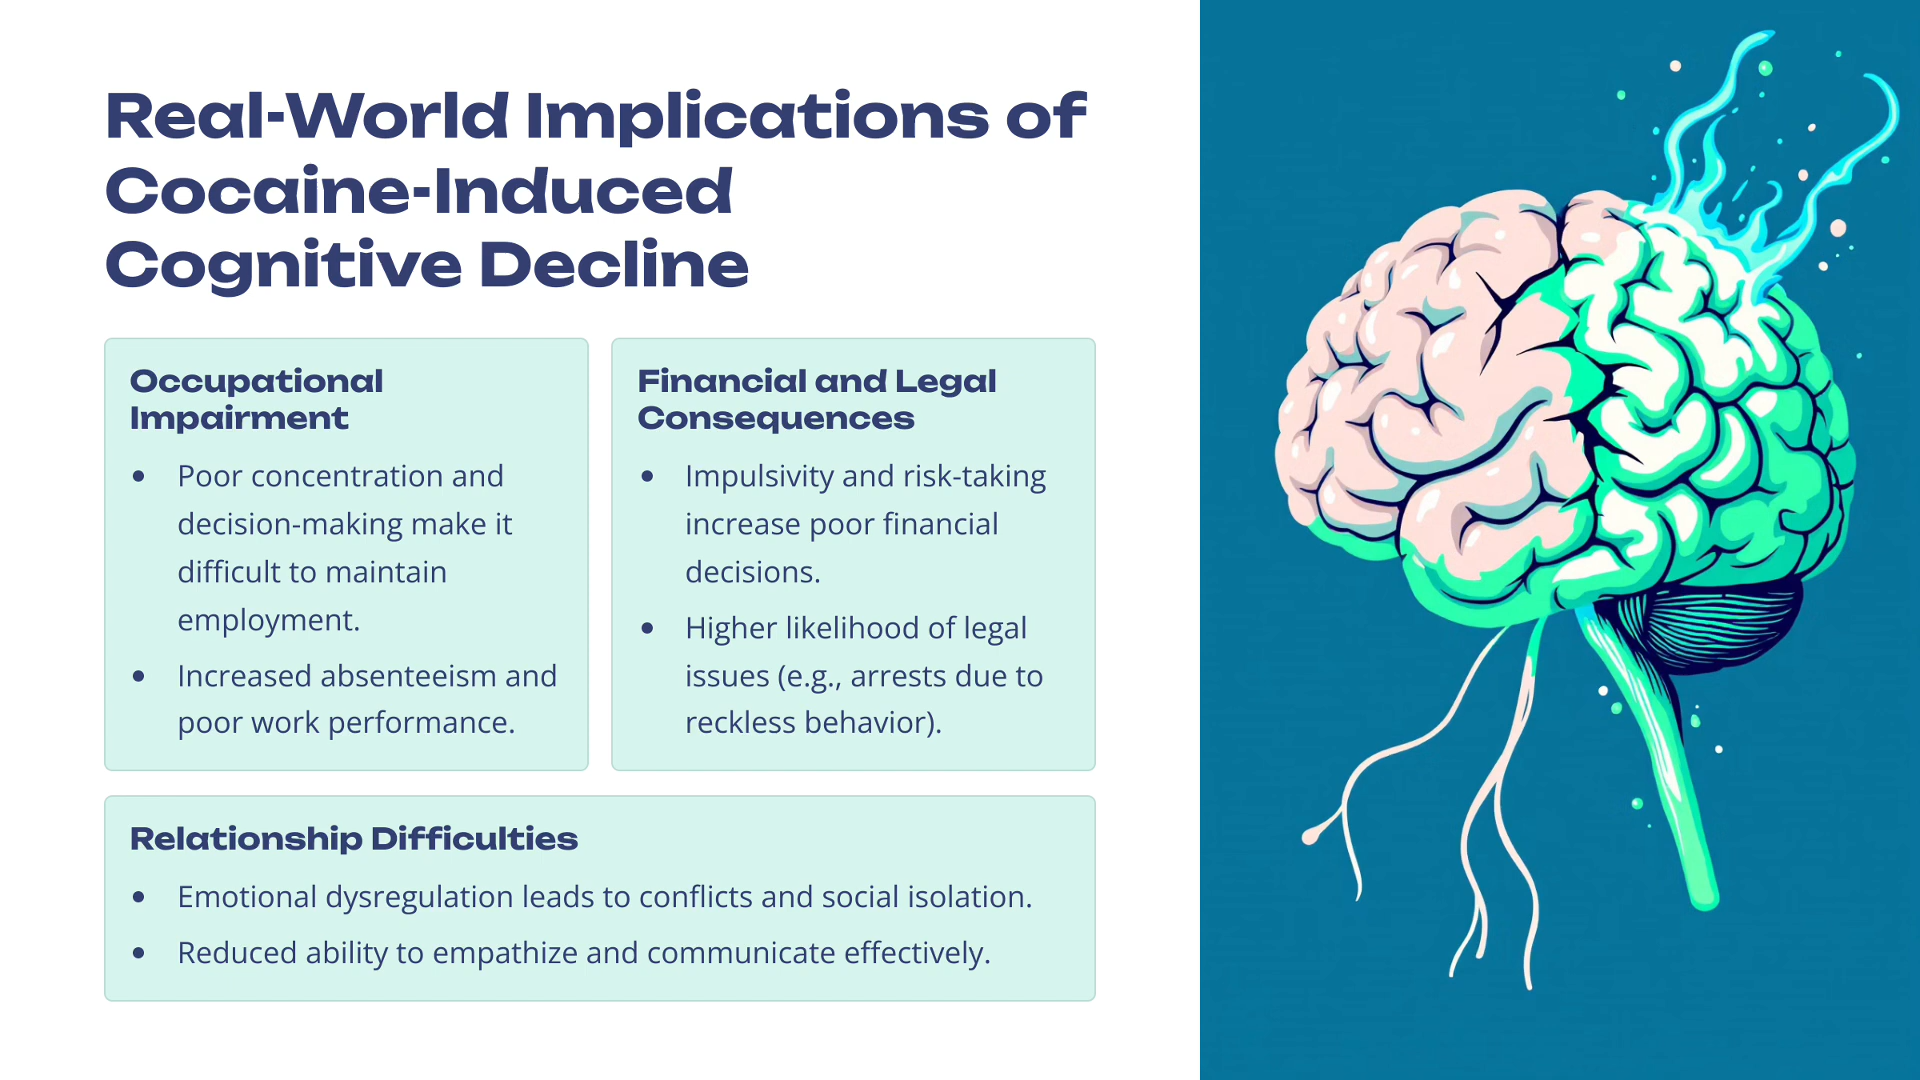 Real-World Implications of
Cocaine-Induced
Cognitive Decline
Occupational
Impairment
• Poor concentration and
decision-making make it
difficult to maintain
employment.
• Increased absenteeism and
poor work performance.
Financial and Legal
Consequences
• Impulsivity and risk-taking
increase poor financial
decisions.
• Higher likelihood of legal
issues (e.g., arrests due to
reckless behavior).
Relationship Difficulties
• Emotional dysregulation leads to conflicts and social isolation.
• Reduced ability to empathize and communicate effectively.